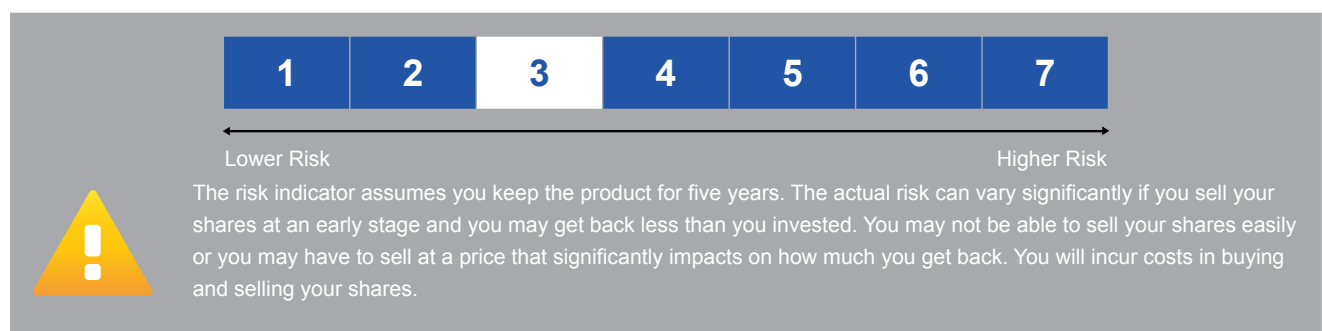 1 2 3 4 5 6 7
Lower Risk Higher Risk
The risk indicator assumes you keep the product for five years. The actual risk can vary significantly if you sell your
shares at an early stage and you may get back less than you invested. You may not be able to sell your shares easily
or you may have to sell at a price that significantly impacts on how much you get back. You will incur costs in buying
and selling your shares.